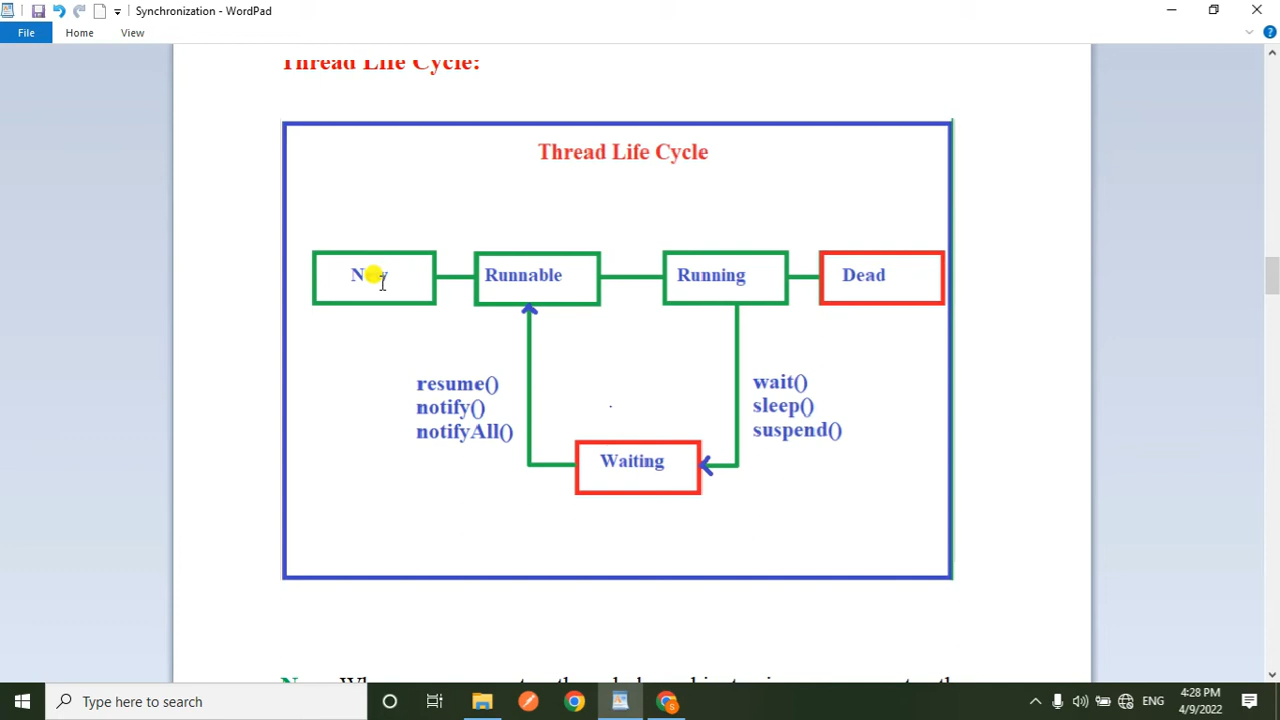 Synchronization - WordPad
File Home View
Thread Life Cycle:
Thread Life Cycle
New Runnable Running Dead
resume()
notify()
notifyAll()
wait()
sleep()
suspend()
Waiting
Type here to search
ENG
4:28 PM
4/9/2022